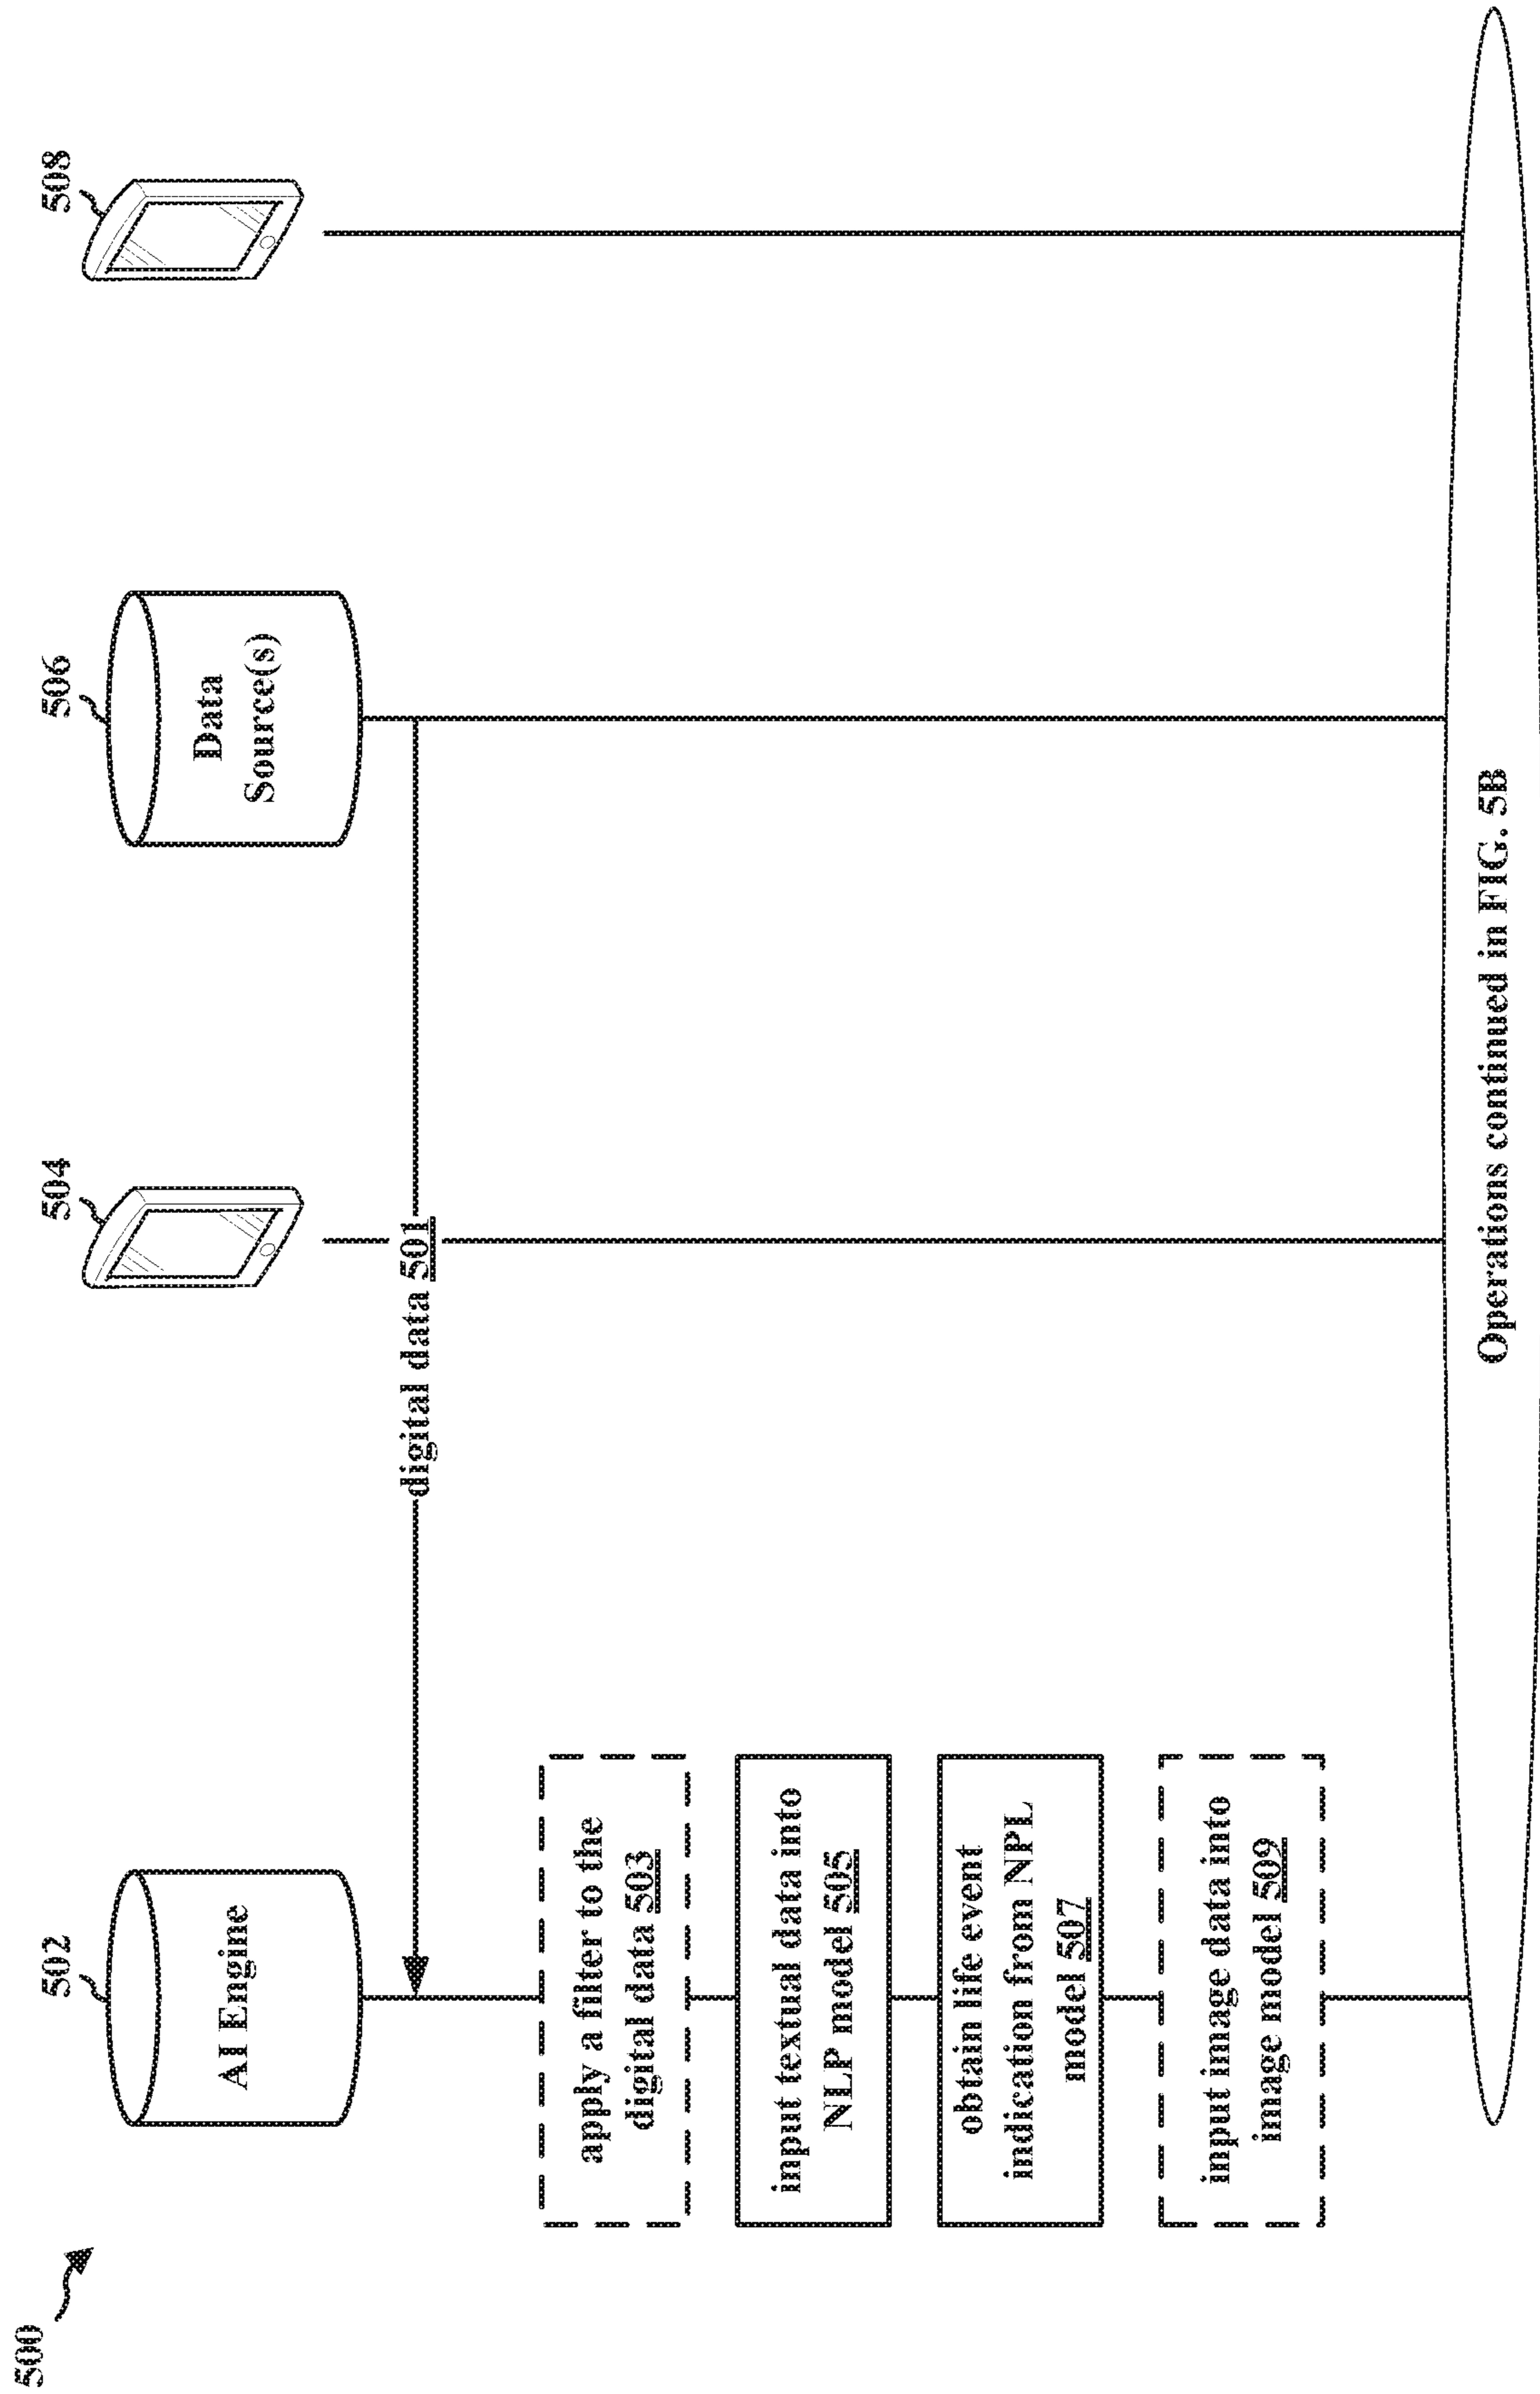 500
502
504
506
508
AI Engine
Data
Source(s)
digital data 501
apply a filter to the
digital data 503
input textual data into
NLP model 505
obtain life event
indication from NPL
model 507
input image data into
image model 509
Operations continued in FIG. 5B